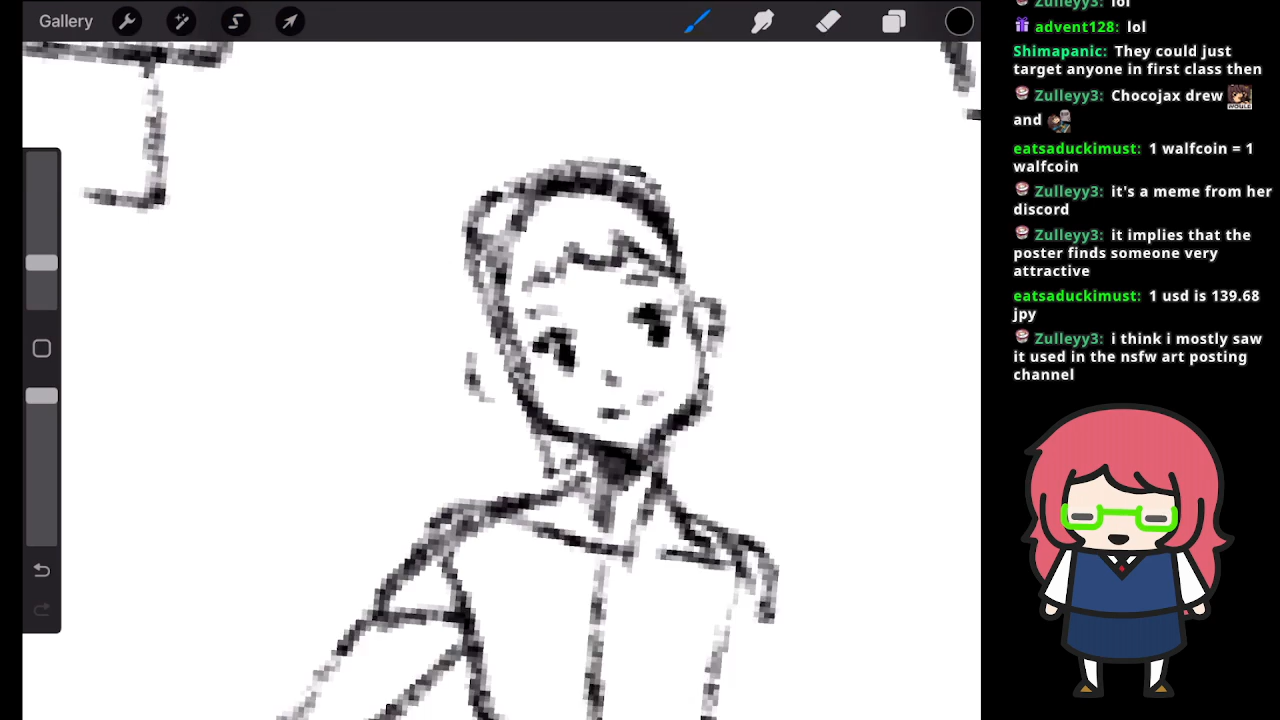 Gallery
Zulleyy3: lol
advent128: lol
Shimapanic: They could just
target anyone in first class then
Zulleyy3: Chocojax drew WOULD
and
eatsaduckimust: 1 walfcoin = 1
walfcoin
Zulleyy3: it's a meme from her
discord
Zulleyy3: it implies that the
poster finds someone very
attractive
eatsaduckimust: 1 usd is 139.68
jpy
Zulleyy3: i think i mostly saw
it used in the nsfw art posting
channel